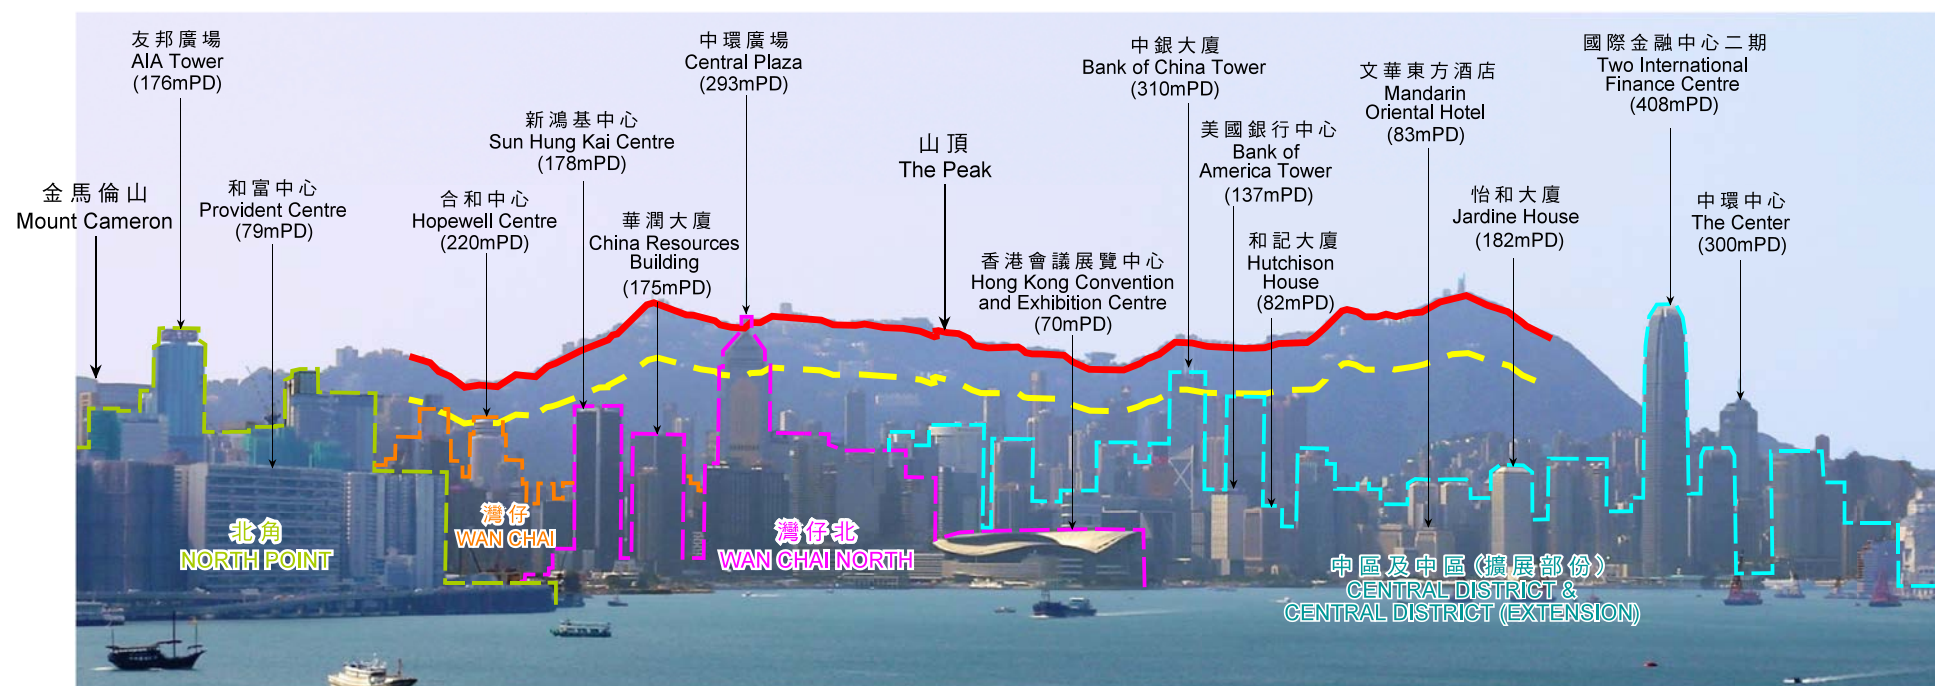 友邦廣場
AIA Tower
(176mPD)
金馬倫山
Mount Cameron
和富中心
Provident Centre
(79mPD)
合和中心
Hopewell Centre
(220mPD)
新鴻基中心
Sun Hung Kai Centre
(178mPD)
華潤大廈
China Resources
Building
(175mPD)
中環廣場
Central Plaza
(293mPD)
山頂
The Peak
香港會議展覽中心
Hong Kong Convention
and Exhibition Centre
(70mPD)
中銀大廈
Bank of China Tower
(310mPD)
美國銀行中心
Bank of
America Tower
(137mPD)
和記大廈
Hutchison
House
(82mPD)
文華東方酒店
Mandarin
Oriental Hotel
(83mPD)
怡和大廈
Jardine House
(182mPD)
國際金融中心二期
Two International
Finance Centre
(408mPD)
中環中心
The Center
(300mPD)
北角
NORTH POINT
灣仔
WAN CHAI
灣仔北
WAN CHAI NORTH
中區及中區（擴展部份）
CENTRAL DISTRICT &
CENTRAL DISTRICT (EXTENSION)